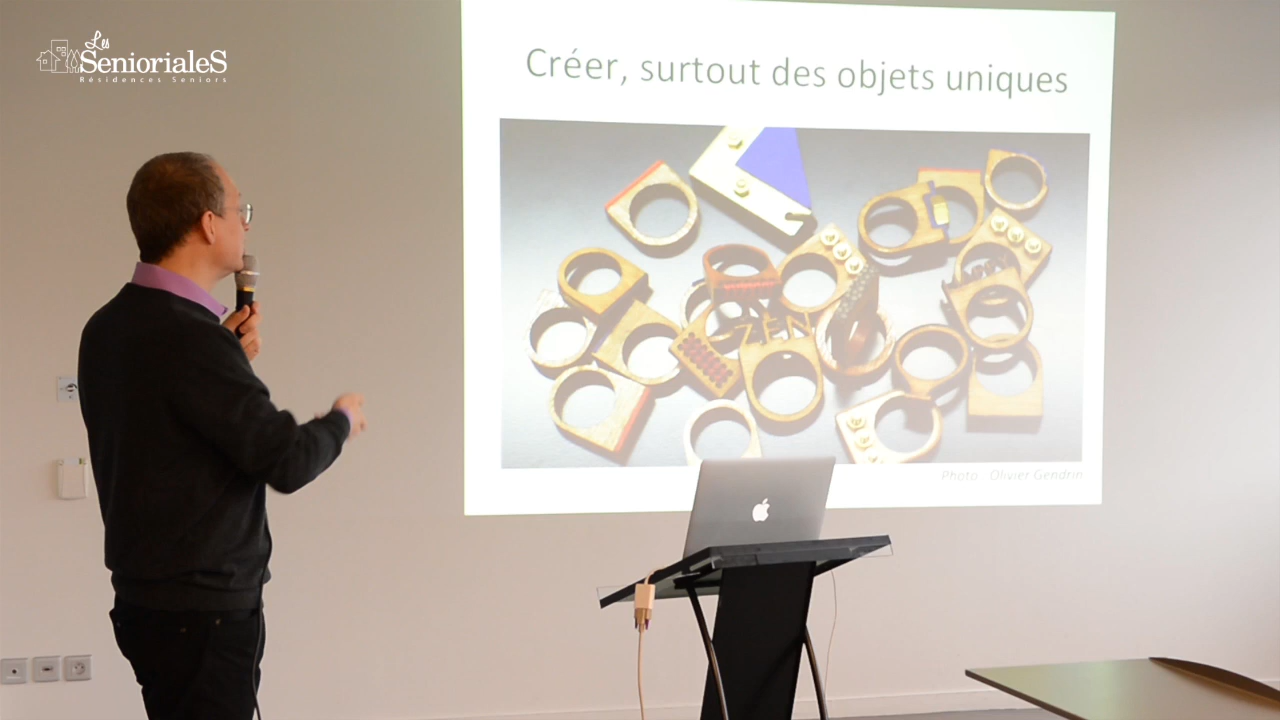 Les
SeniorialeS
Résidences Seniors
Créer, surtout des objets uniques
ZEN
Photo : Olivier Gendrin